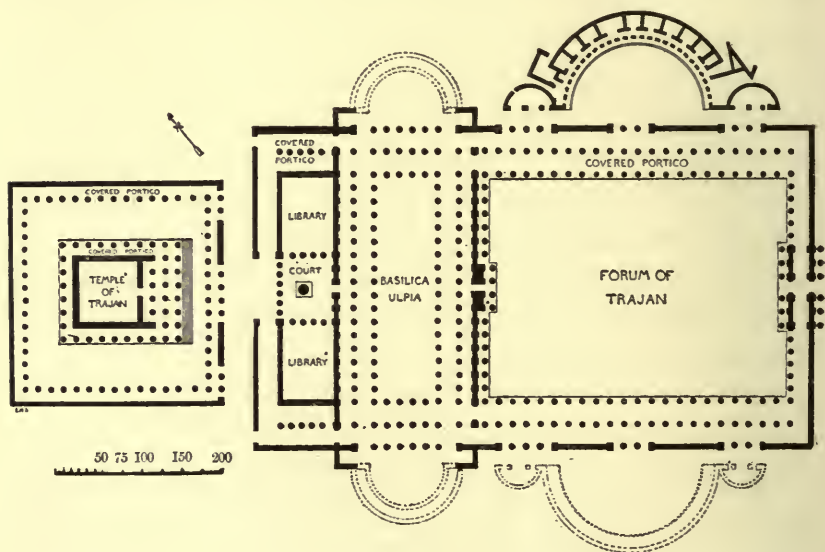 COVERED PORTICO
COVERED PORTICO
TEMPLE
OF
TRAJAN
COVERED
PORTICO
LIBRARY
COURT
LIBRARY
BASILICA
ULPIA
COVERED PORTICO
FORUM OF
TRAJAN
50 75 100 150 200